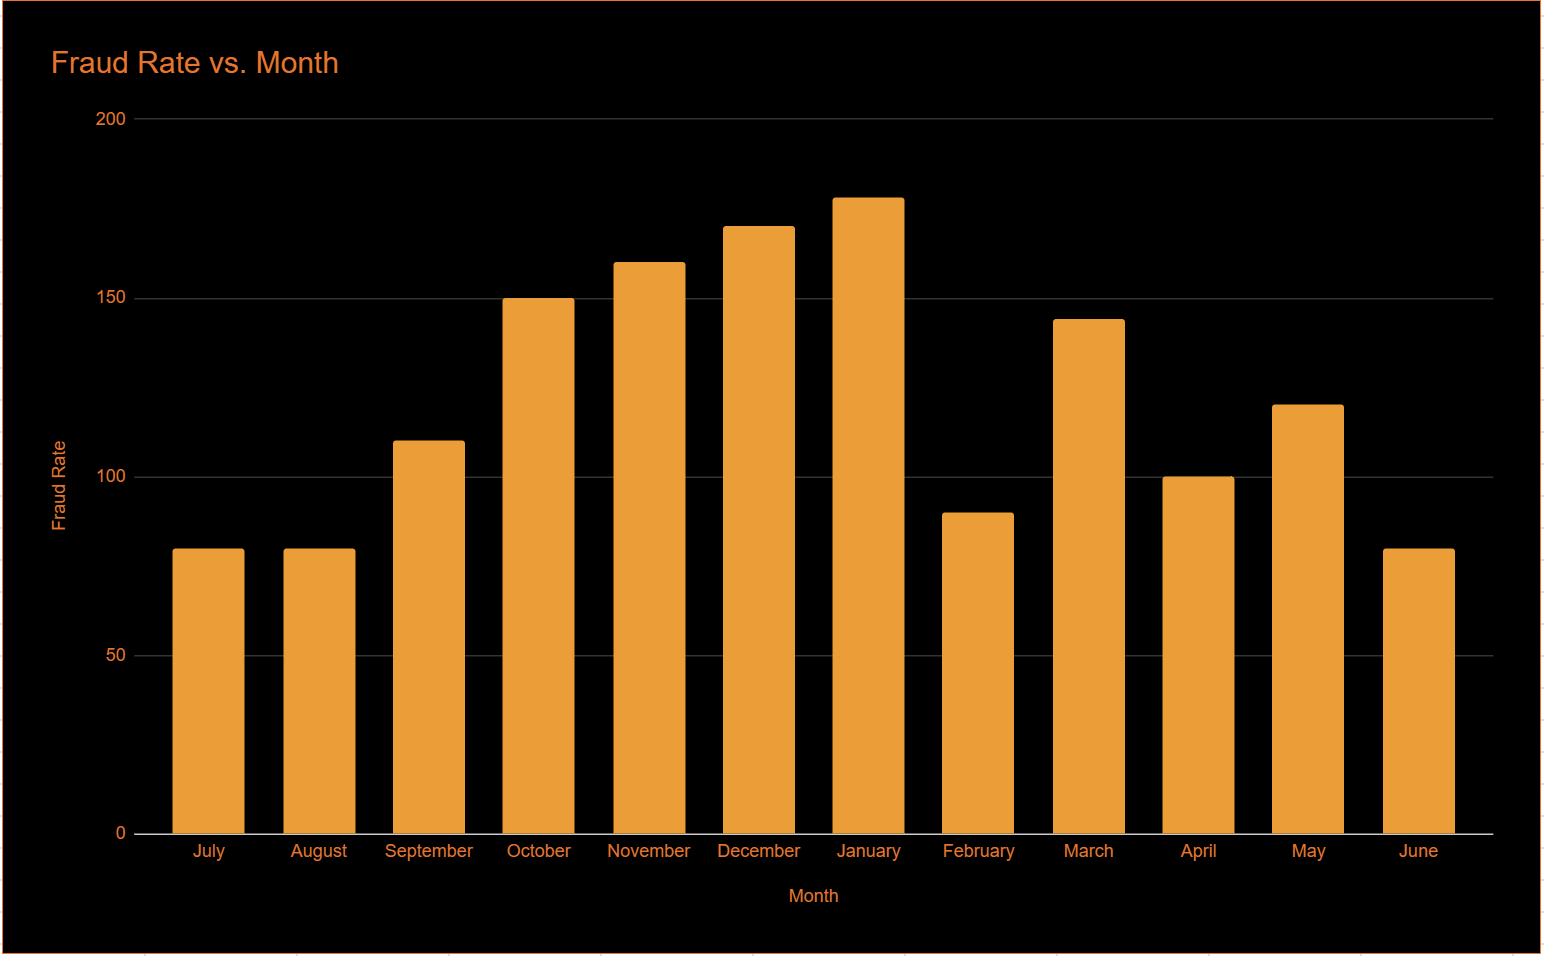 Fraud Rate vs. Month
200
150
100
50
0
Fraud Rate
July August September October November December January February March April May June
Month